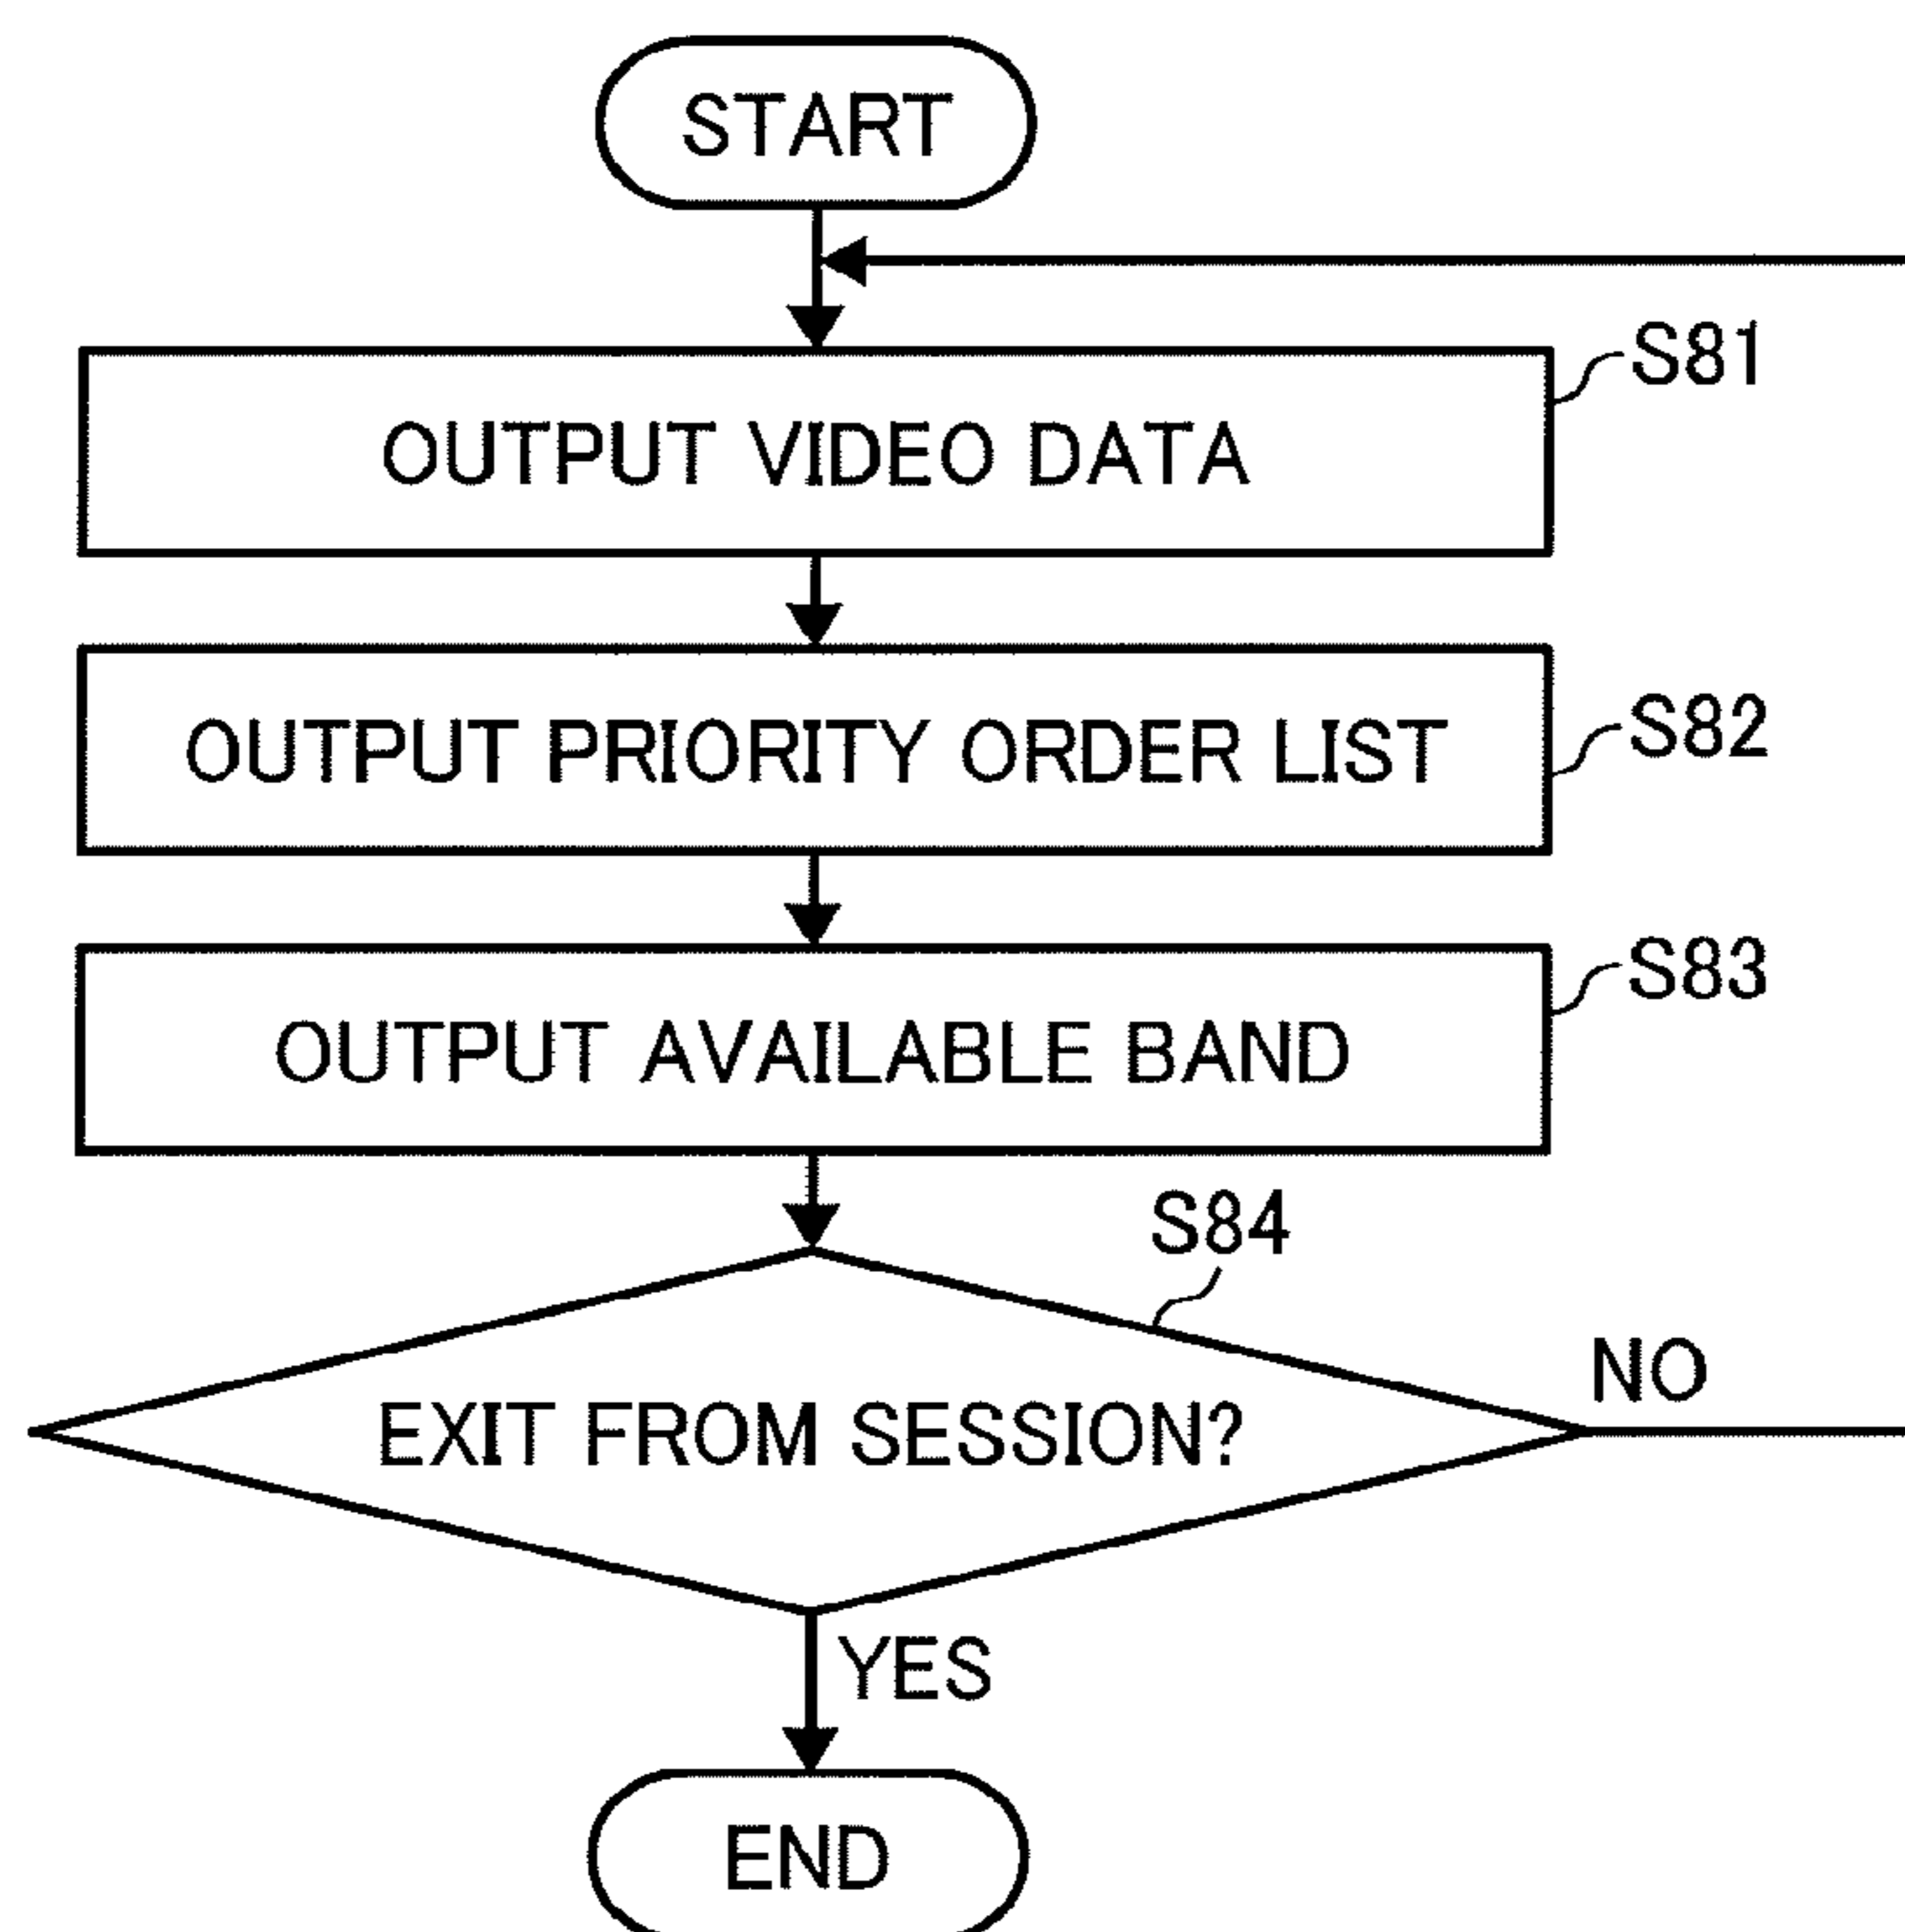 START
S81
OUTPUT VIDEO DATA
S82
OUTPUT PRIORITY ORDER LIST
S83
OUTPUT AVAILABLE BAND
S84
EXIT FROM SESSION?
NO
YES
END